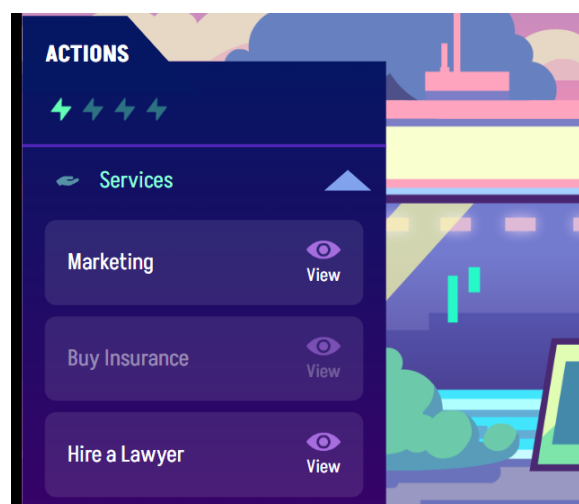 ACTIONS
Services
Marketing
View
Buy Insurance
View
Hire a Lawyer
View